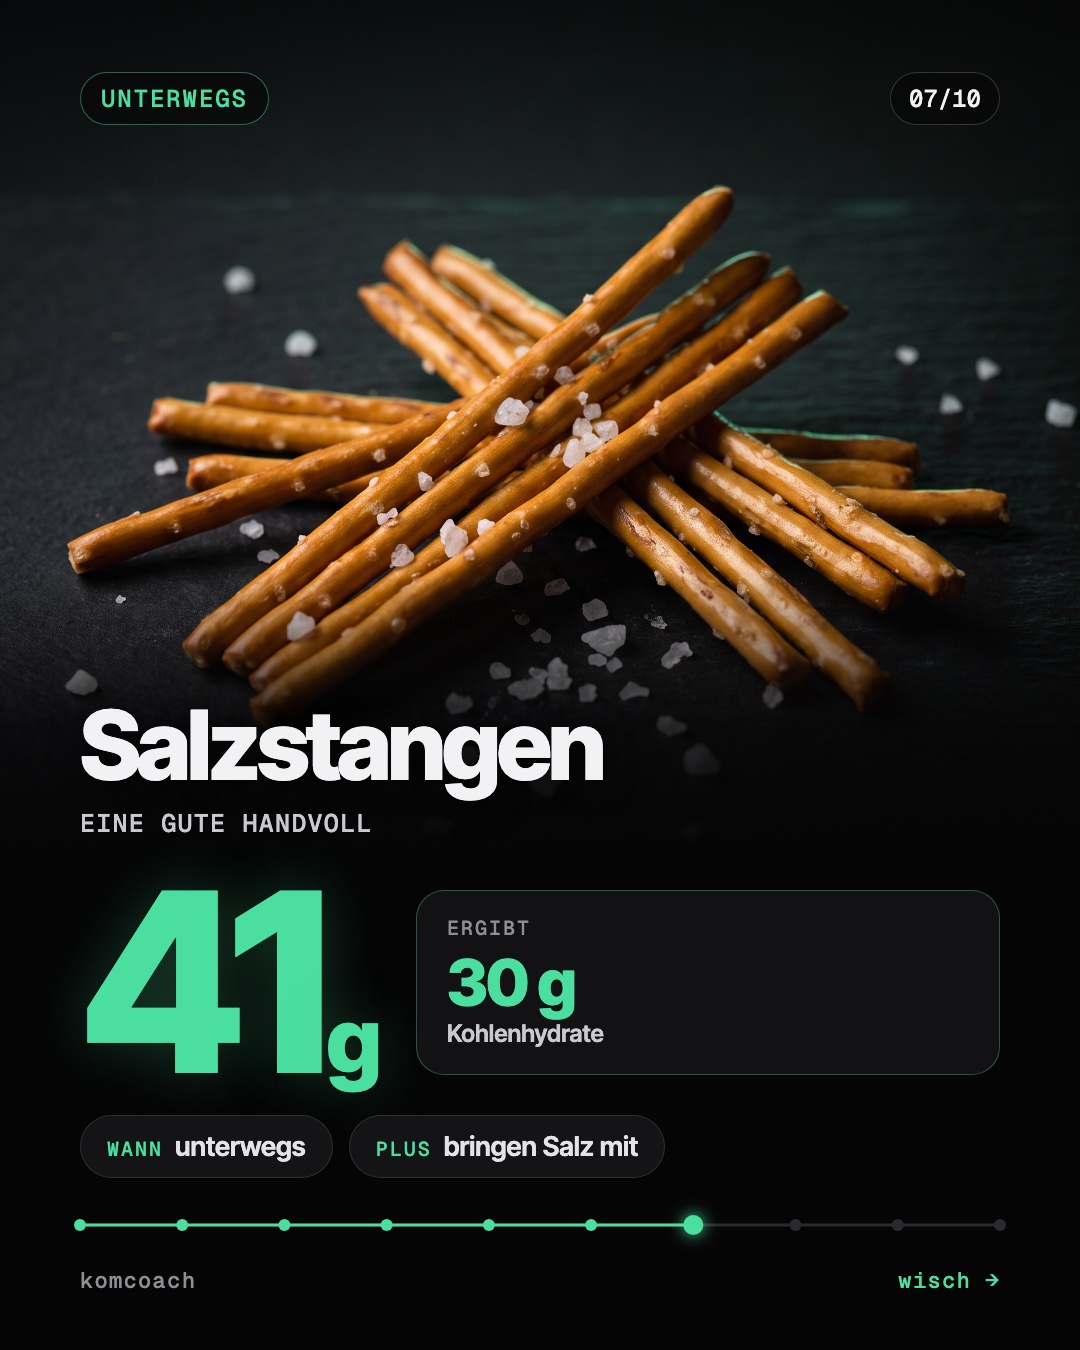 UNTERWEGS
07/10
Salzstangen
EINE GUTE HANDVOLL
41g
ERGIBT
30 g
Kohlenhydrate
WANN unterwegs
PLUS bringen Salz mit
komcoach
wisch →